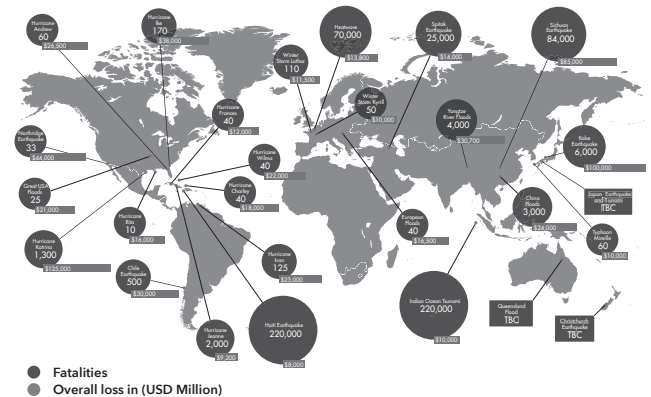 Hurricane
Andrew
60
$26,500
Hurricane
Ike
170
$38,000
Winter
Storm Lothar
110
$11,500
Heatwave
70,000
$13,800
Spitak
Earthquake
25,000
$14,000
Sichuan
Earthquake
84,000
$85,000
Hurricane
Frances
40
$12,000
Winter
Storm Kyrill
50
$10,000
Yangtze
River Floods
4,000
$30,700
Kobe
Earthquake
6,000
$100,000
Northridge
Earthquake
33
$44,000
Hurricane
Wilma
40
$22,000
Great USA
Floods
25
$21,000
Hurricane
Charley
40
$18,000
Japan Earthquake
and Tsunami
TBC
Hurricane
Rita
10
$16,000
European
Floods
40
$16,500
China
Floods
3,000
$24,000
Typhoon
Mireille
60
$10,000
Hurricane
Katrina
1,300
$125,000
Chile
Earthquake
500
$30,000
Hurricane
Ivan
125
$23,000
Hurricane
Jeanne
2,000
$9,200
Haiti Earthquake
220,000
$8,000
Indian Ocean Tsunami
220,000
$10,000
Queensland
Flood
TBC
Christchurch
Earthquake
TBC
Fatalities
Overall loss in (USD Million)